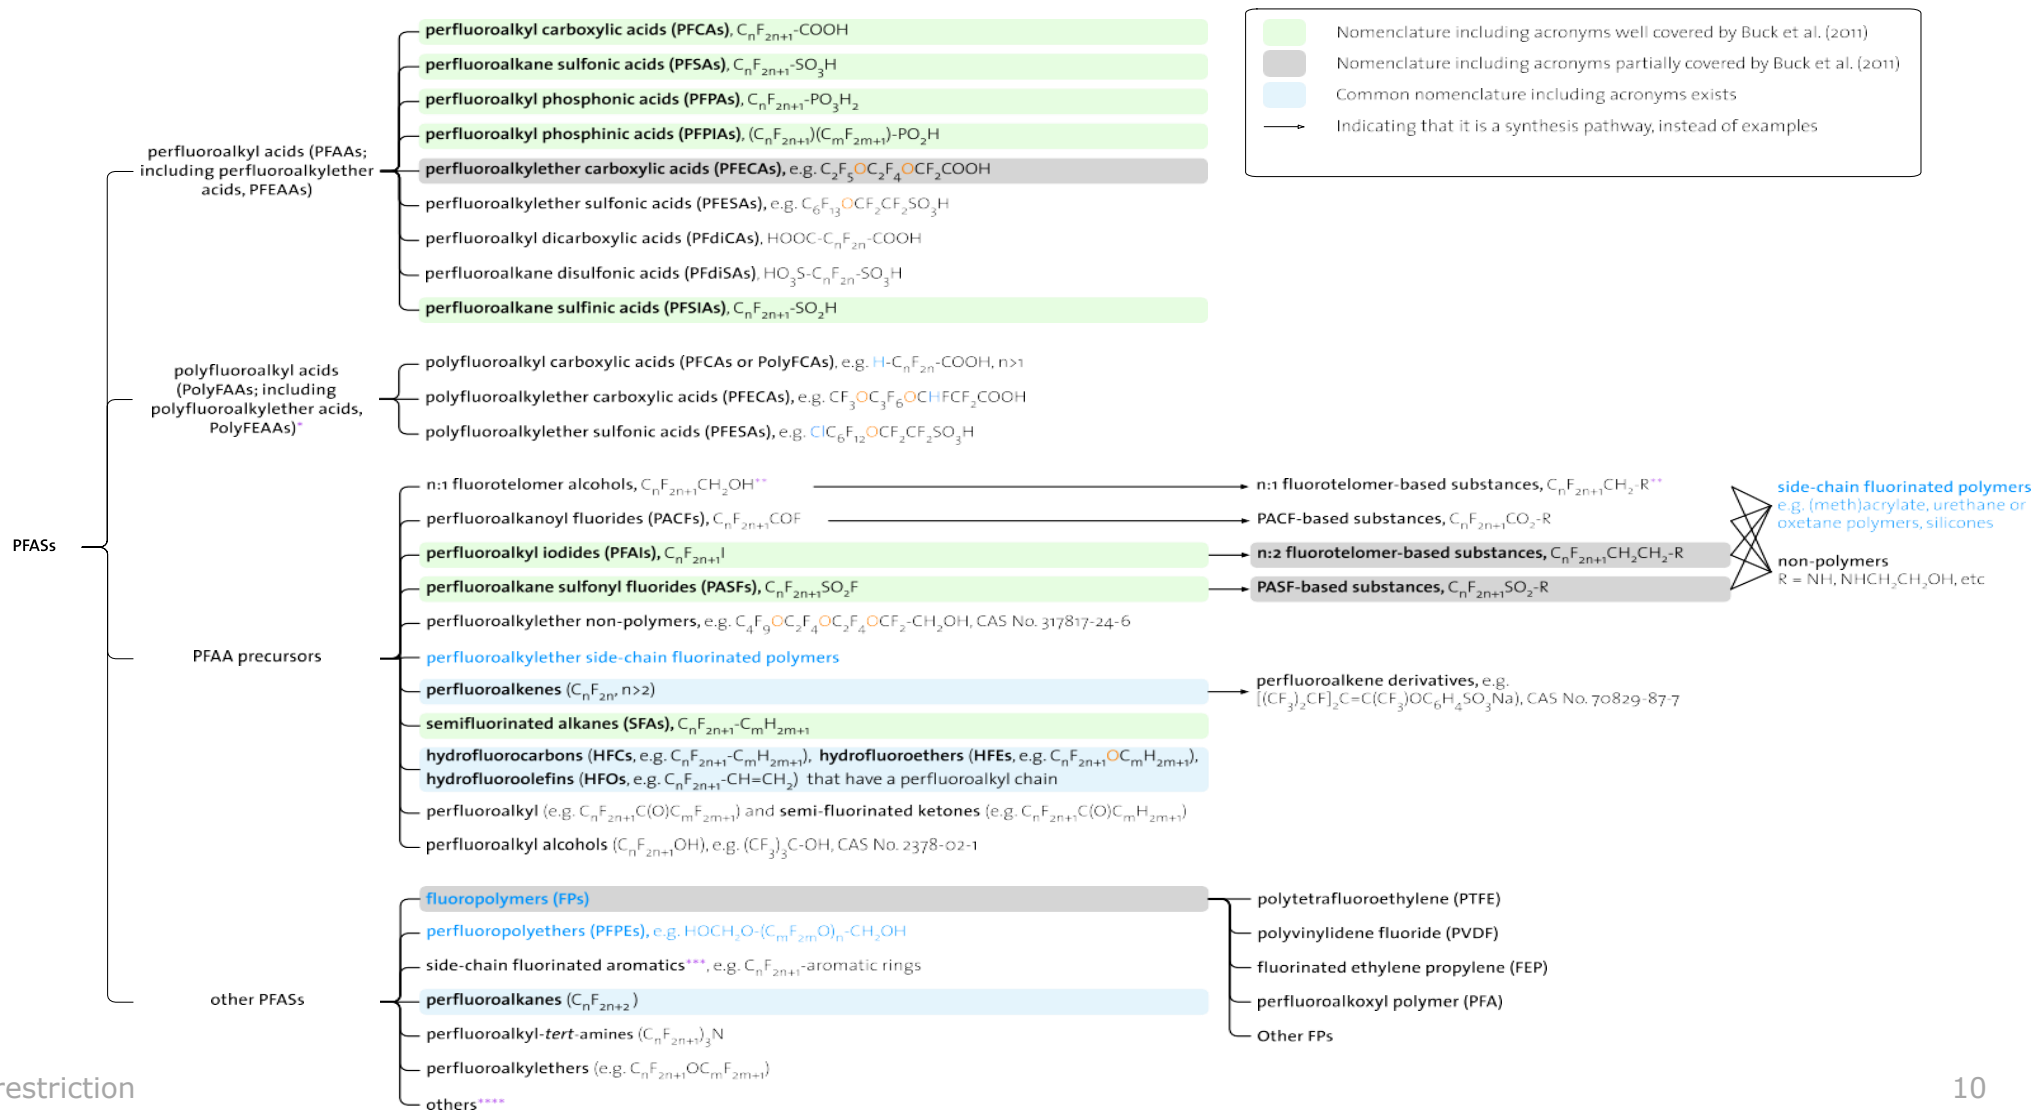 perfluoroalkyl carboxylic acids (PFCAs), CₙF₂ₙ₊₁-COOH
perfluoroalkane sulfonic acids (PFSAs), CₙF₂ₙ₊₁-SO₃H
perfluoroalkyl phosphonic acids (PFPAs), CₙF₂ₙ₊₁-PO₃H₂
perfluoroalkyl phosphinic acids (PFPIAs), (CₙF₂ₙ₊₁)(CₘF₂ₘ₊₁)-PO₂H
perfluoroalkylether carboxylic acids (PFECAs), e.g. C₂F₅OC₂F₄OCF₂COOH
perfluoroalkylether sulfonic acids (PFESAs), e.g. C₆F₁₃OCF₂CF₂SO₃H
perfluoroalkyl dicarboxylic acids (PFdiCAs), HOOC-CₙF₂ₙ-COOH
perfluoroalkane disulfonic acids (PFdiSAs), HO₃S-CₙF₂ₙ-SO₃H
perfluoroalkane sulfinic acids (PFSIAs), CₙF₂ₙ₊₁-SO₂H
perfluoroalkyl acids (PFAAs;
including perfluoroalkylether
acids, PFEAAs)
Nomenclature including acronyms well covered by Buck et al. (2011)
Nomenclature including acronyms partially covered by Buck et al. (2011)
Common nomenclature including acronyms exists
Indicating that it is a synthesis pathway, instead of examples
polyfluoroalkyl acids
(PolyFAAs; including
polyfluoroalkylether acids,
PolyFEAAs)*
polyfluoroalkyl carboxylic acids (PFCAs or PolyFCAs), e.g. H-CₙF₂ₙ-COOH, n>1
polyfluoroalkylether carboxylic acids (PFECAs), e.g. CF₃OC₃F₆OCHFCF₂COOH
polyfluoroalkylether sulfonic acids (PFESAs), e.g. ClC₆F₁₂OCF₂CF₂SO₃H
PFASs
PFAA precursors
n:1 fluorotelomer alcohols, CₙF₂ₙ₊₁CH₂OH**
perfluoroalkanoyl fluorides (PACFs), CₙF₂ₙ₊₁COF
perfluoroalkyl iodides (PFAIs), CₙF₂ₙ₊₁I
perfluoroalkane sulfonyl fluorides (PASFs), CₙF₂ₙ₊₁SO₂F
perfluoroalkylether non-polymers, e.g. C₄F₉OC₂F₄OC₂F₄OCF₂-CH₂OH, CAS No. 317817-24-6
perfluoroalkylether side-chain fluorinated polymers
perfluoroalkenes (CₙF₂ₙ, n>2)
semifluorinated alkanes (SFAs), CₙF₂ₙ₊₁-CₘH₂ₘ₊₁
hydrofluorocarbons (HFCs, e.g. CₙF₂ₙ₊₁-CₘH₂ₘ₊₁), hydrofluoroethers (HFEs, e.g. CₙF₂ₙ₊₁OCₘH₂ₘ₊₁),
hydrofluoroolefins (HFOs, e.g. CₙF₂ₙ₊₁-CH=CH₂) that have a perfluoroalkyl chain
perfluoroalkyl (e.g. CₙF₂ₙ₊₁C(O)CₘF₂ₘ₊₁) and semi-fluorinated ketones (e.g. CₙF₂ₙ₊₁C(O)CₘH₂ₘ₊₁)
perfluoroalkyl alcohols (CₙF₂ₙ₊₁OH), e.g. (CF₃)₃C-OH, CAS No. 2378-02-1
n:1 fluorotelomer-based substances, CₙF₂ₙ₊₁CH₂-R**
PACF-based substances, CₙF₂ₙ₊₁CO₂-R
n:2 fluorotelomer-based substances, CₙF₂ₙ₊₁CH₂CH₂-R
PASF-based substances, CₙF₂ₙ₊₁SO₂-R
side-chain fluorinated polymers
e.g. (meth)acrylate, urethane or
oxetane polymers, silicones
non-polymers
R = NH, NHCH₂CH₂OH, etc
perfluoroalkene derivatives, e.g.
[(CF₃)₂CF]₂C=C(CF₃)OC₆H₄SO₃Na), CAS No. 70829-87-7
other PFASs
fluoropolymers (FPs)
perfluoropolyethers (PFPEs), e.g. HOCH₂O-(CₘF₂ₘO)ₙ-CH₂OH
side-chain fluorinated aromatics***, e.g. CₙF₂ₙ₊₁-aromatic rings
perfluoroalkanes (CₙF₂ₙ₊₂)
perfluoroalkyl-tert-amines (CₙF₂ₙ₊₁)₃N
perfluoroalkylethers (e.g. CₙF₂ₙ₊₁OCₘF₂ₘ₊₁)
others****
polytetrafluoroethylene (PTFE)
polyvinylidene fluoride (PVDF)
fluorinated ethylene propylene (FEP)
perfluoroalkoxyl polymer (PFA)
Other FPs
restriction
10